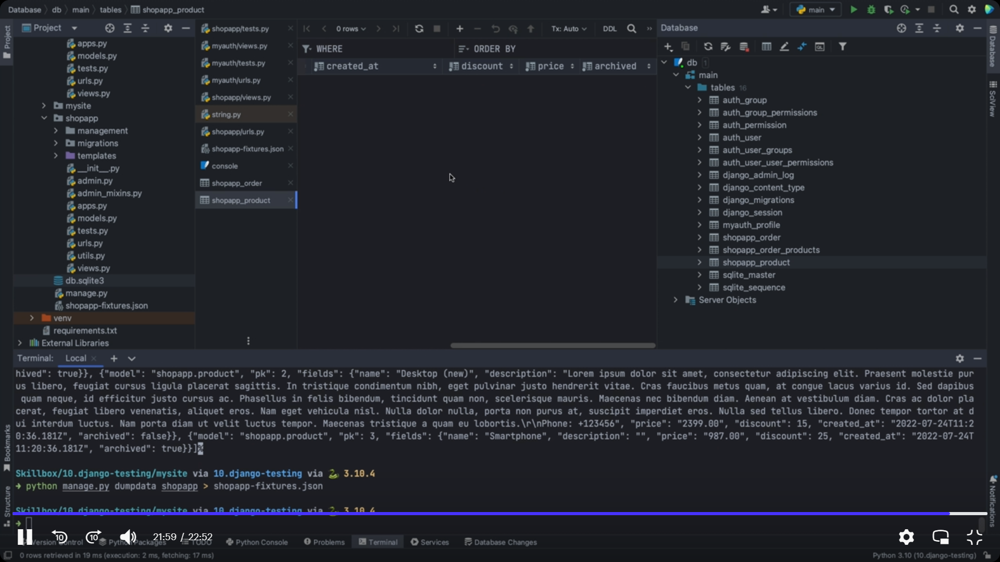 Database db main tables shopapp_product
main
Project
apps.py
models.py
tests.py
urls.py
views.py
mysite
shopapp
management
migrations
templates
__init__.py
admin.py
admin_mixins.py
apps.py
models.py
tests.py
urls.py
utils.py
views.py
db.sqlite3
manage.py
shopapp-fixtures.json
venv
requirements.txt
External Libraries
Project
Bookmarks
Structure
shopapp/tests.py
myauth/views.py
myauth/tests.py
myauth/urls.py
shopapp/views.py
string.py
shopapp/urls.py
shopapp-fixtures.json
console
shopapp_order
shopapp_product
0 rows Tx: Auto DDL
WHERE ORDER BY
created_at discount price archived
Database
db 1
main
tables 16
auth_group
auth_group_permissions
auth_permission
auth_user
auth_user_groups
auth_user_user_permissions
django_admin_log
django_content_type
django_migrations
django_session
myauth_profile
shopapp_order
shopapp_order_products
shopapp_product
sqlite_master
sqlite_sequence
Server Objects
Database
SciView
Notifications
Terminal: Local
hived": true}}, {"model": "shopapp.product", "pk": 2, "fields": {"name": "Desktop (new)", "description": "Lorem ipsum dolor sit amet, consectetur adipiscing elit. Praesent molestie pur
us libero, feugiat cursus ligula placerat sagittis. In tristique condimentum nibh, eget pulvinar justo hendrerit vitae. Cras faucibus metus quam, at congue lacus varius id. Sed dapibus
quam neque, id efficitur justo cursus ac. Phasellus in felis bibendum, tincidunt quam non, scelerisque mauris. Maecenas nec bibendum diam. Aenean at vestibulum diam. Cras ac dolor pla
cerat, feugiat libero venenatis, aliquet eros. Nam eget vehicula nisl. Nulla dolor nulla, porta non purus at, suscipit imperdiet eros. Nulla sed tellus libero. Donec tempor tortor at d
ui interdum luctus. Nam porta diam ut velit luctus tempor. Maecenas tristique a quam eu lobortis.\r\nPhone: +123456", "price": "2399.00", "discount": 15, "created_at": "2022-07-24T11:2
0:36.181Z", "archived": false}}, {"model": "shopapp.product", "pk": 3, "fields": {"name": "Smartphone", "description": "", "price": "987.00", "discount": 25, "created_at": "2022-07-24T
11:20:36.181Z", "archived": true}}]%
Skillbox/10.django-testing/mysite via 10.django-testing via 3.10.4
→ python manage.py dumpdata shopapp > shopapp-fixtures.json
Skillbox/10.django-testing/mysite via 10.django-testing via 3.10.4
→
10 10 21:59 / 22:52
Version Control Python Packages TODO Python Console Problems Terminal Services Database Changes
0 rows retrieved in 19 ms (execution: 2 ms, fetching: 17 ms)
Python 3.10 (10.django-testing)